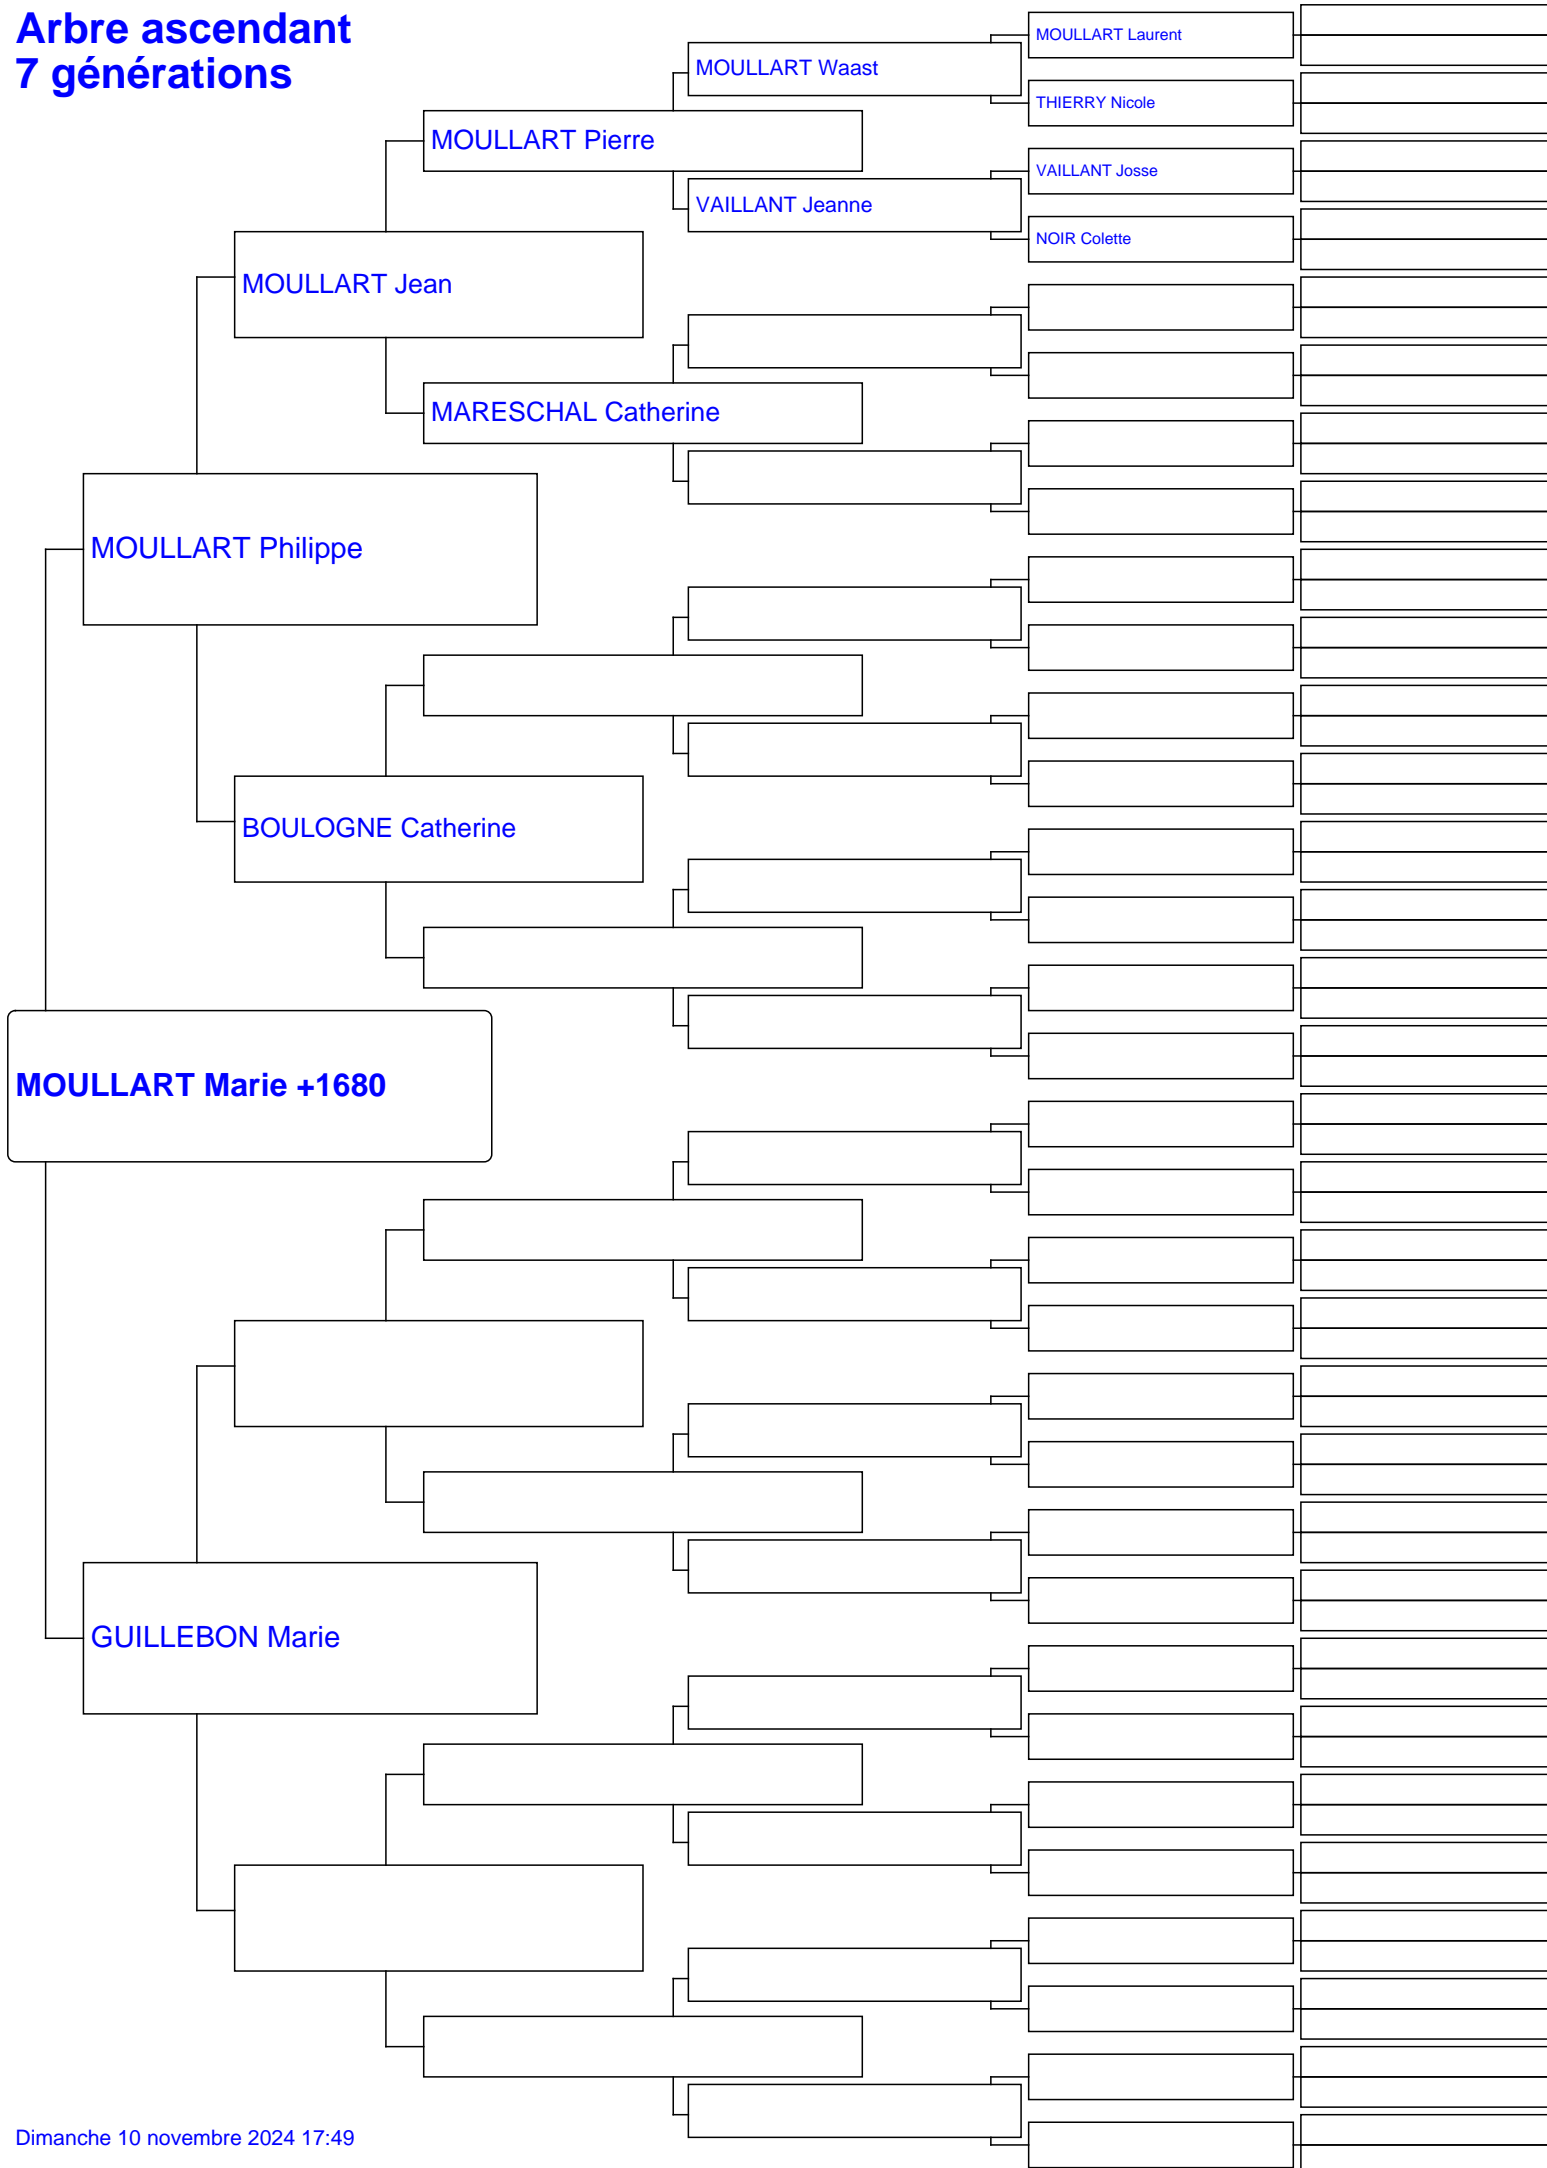 Arbre ascendant
7 générations
MOULLART Laurent
MOULLART Waast
THIERRY Nicole
MOULLART Pierre
VAILLANT Josse
VAILLANT Jeanne
NOIR Colette
MOULLART Jean
MARESCHAL Catherine
MOULLART Philippe
BOULOGNE Catherine
MOULLART Marie +1680
GUILLEBON Marie
Dimanche 10 novembre 2024 17:49